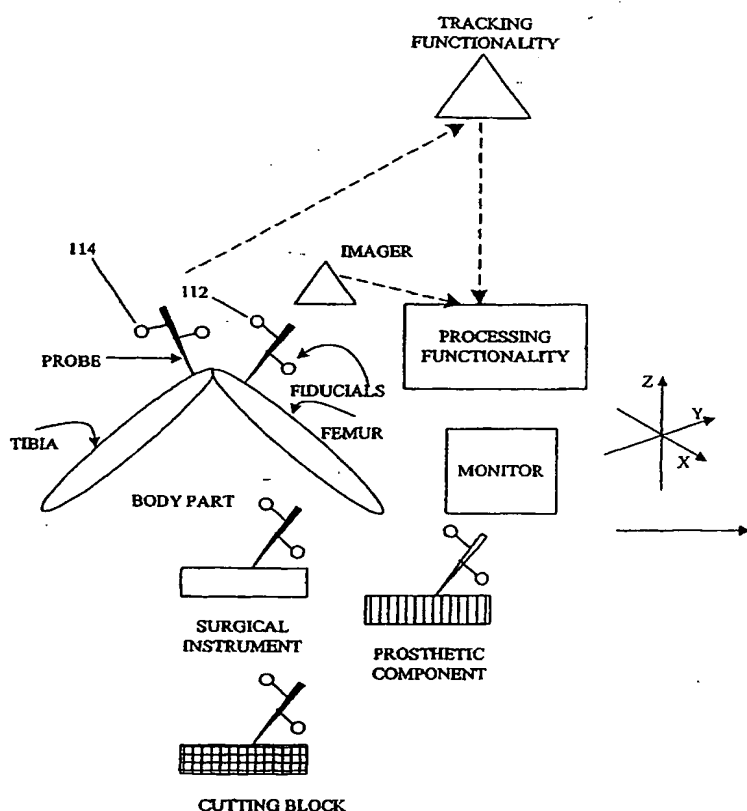 TRACKING
FUNCTIONALITY
114
IMAGER
112
PROCESSING
FUNCTIONALITY
PROBE
FIDUCIALS
Z
Y
X
TIBIA
FEMUR
MONITOR
BODY PART
SURGICAL
INSTRUMENT
PROSTHETIC
COMPONENT
CUTTING BLOCK